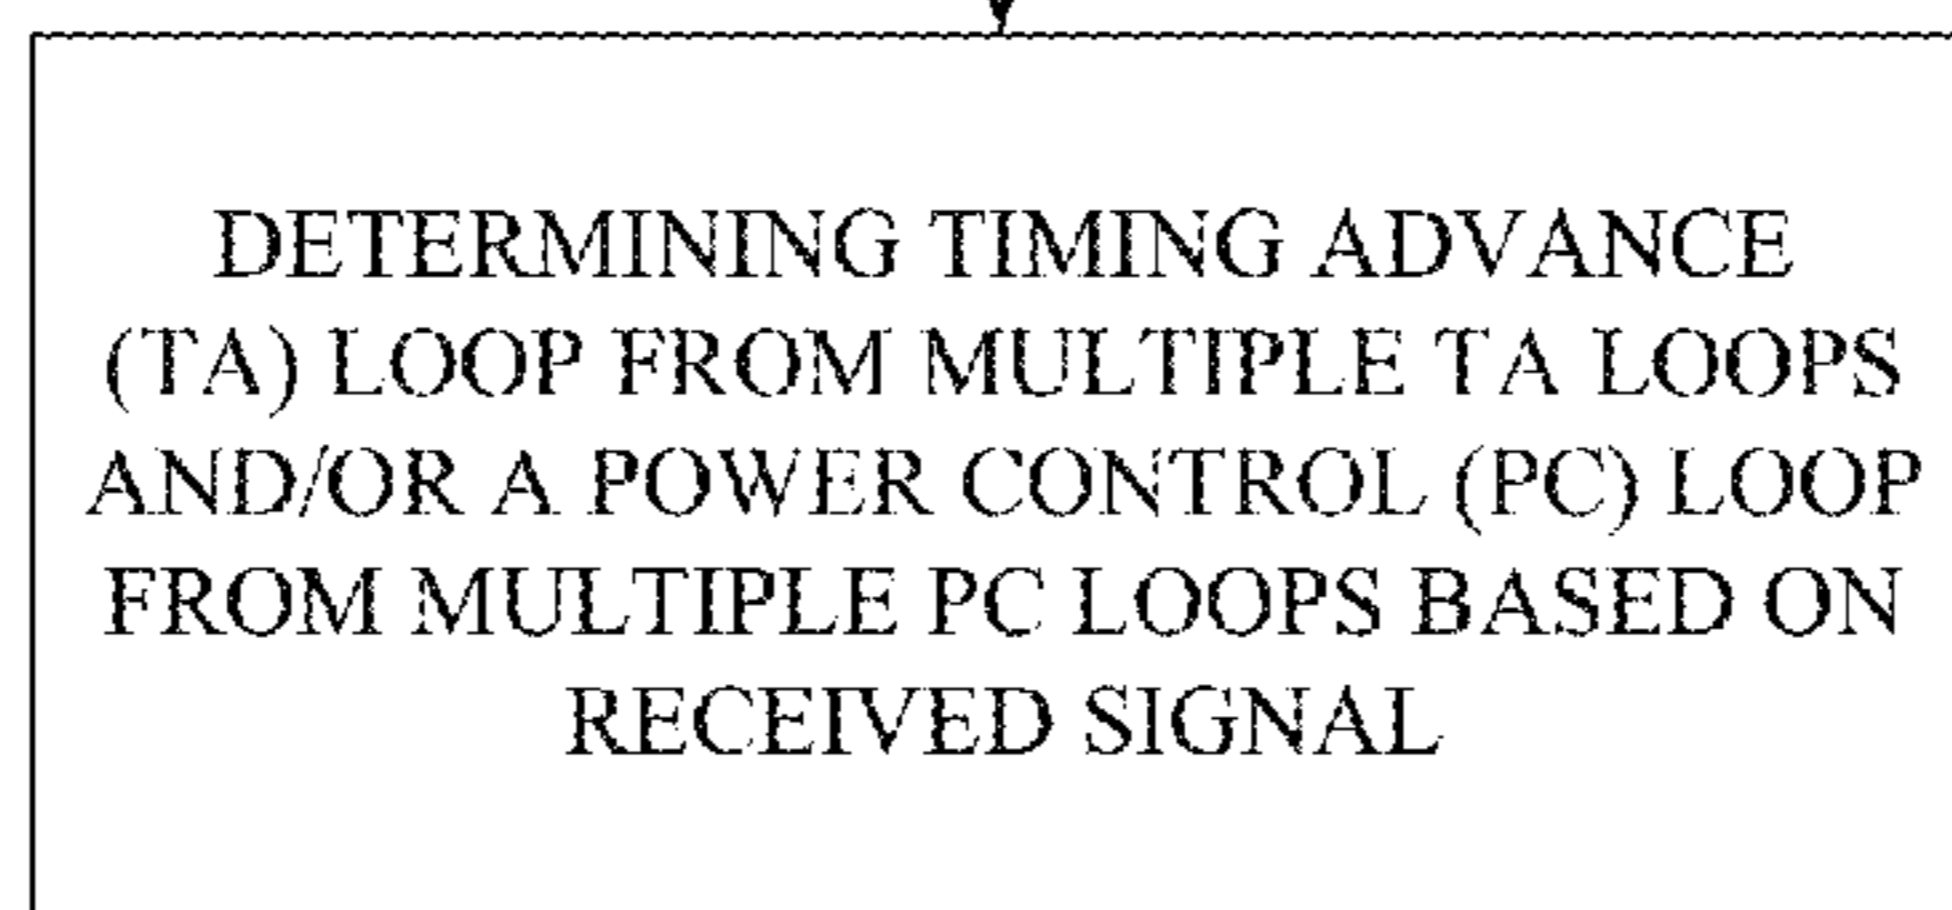 DETERMINING TIMING ADVANCE
(TA) LOOP FROM MULTIPLE TA LOOPS
AND/OR A POWER CONTROL (PC) LOOP
FROM MULTIPLE PC LOOPS BASED ON
RECEIVED SIGNAL